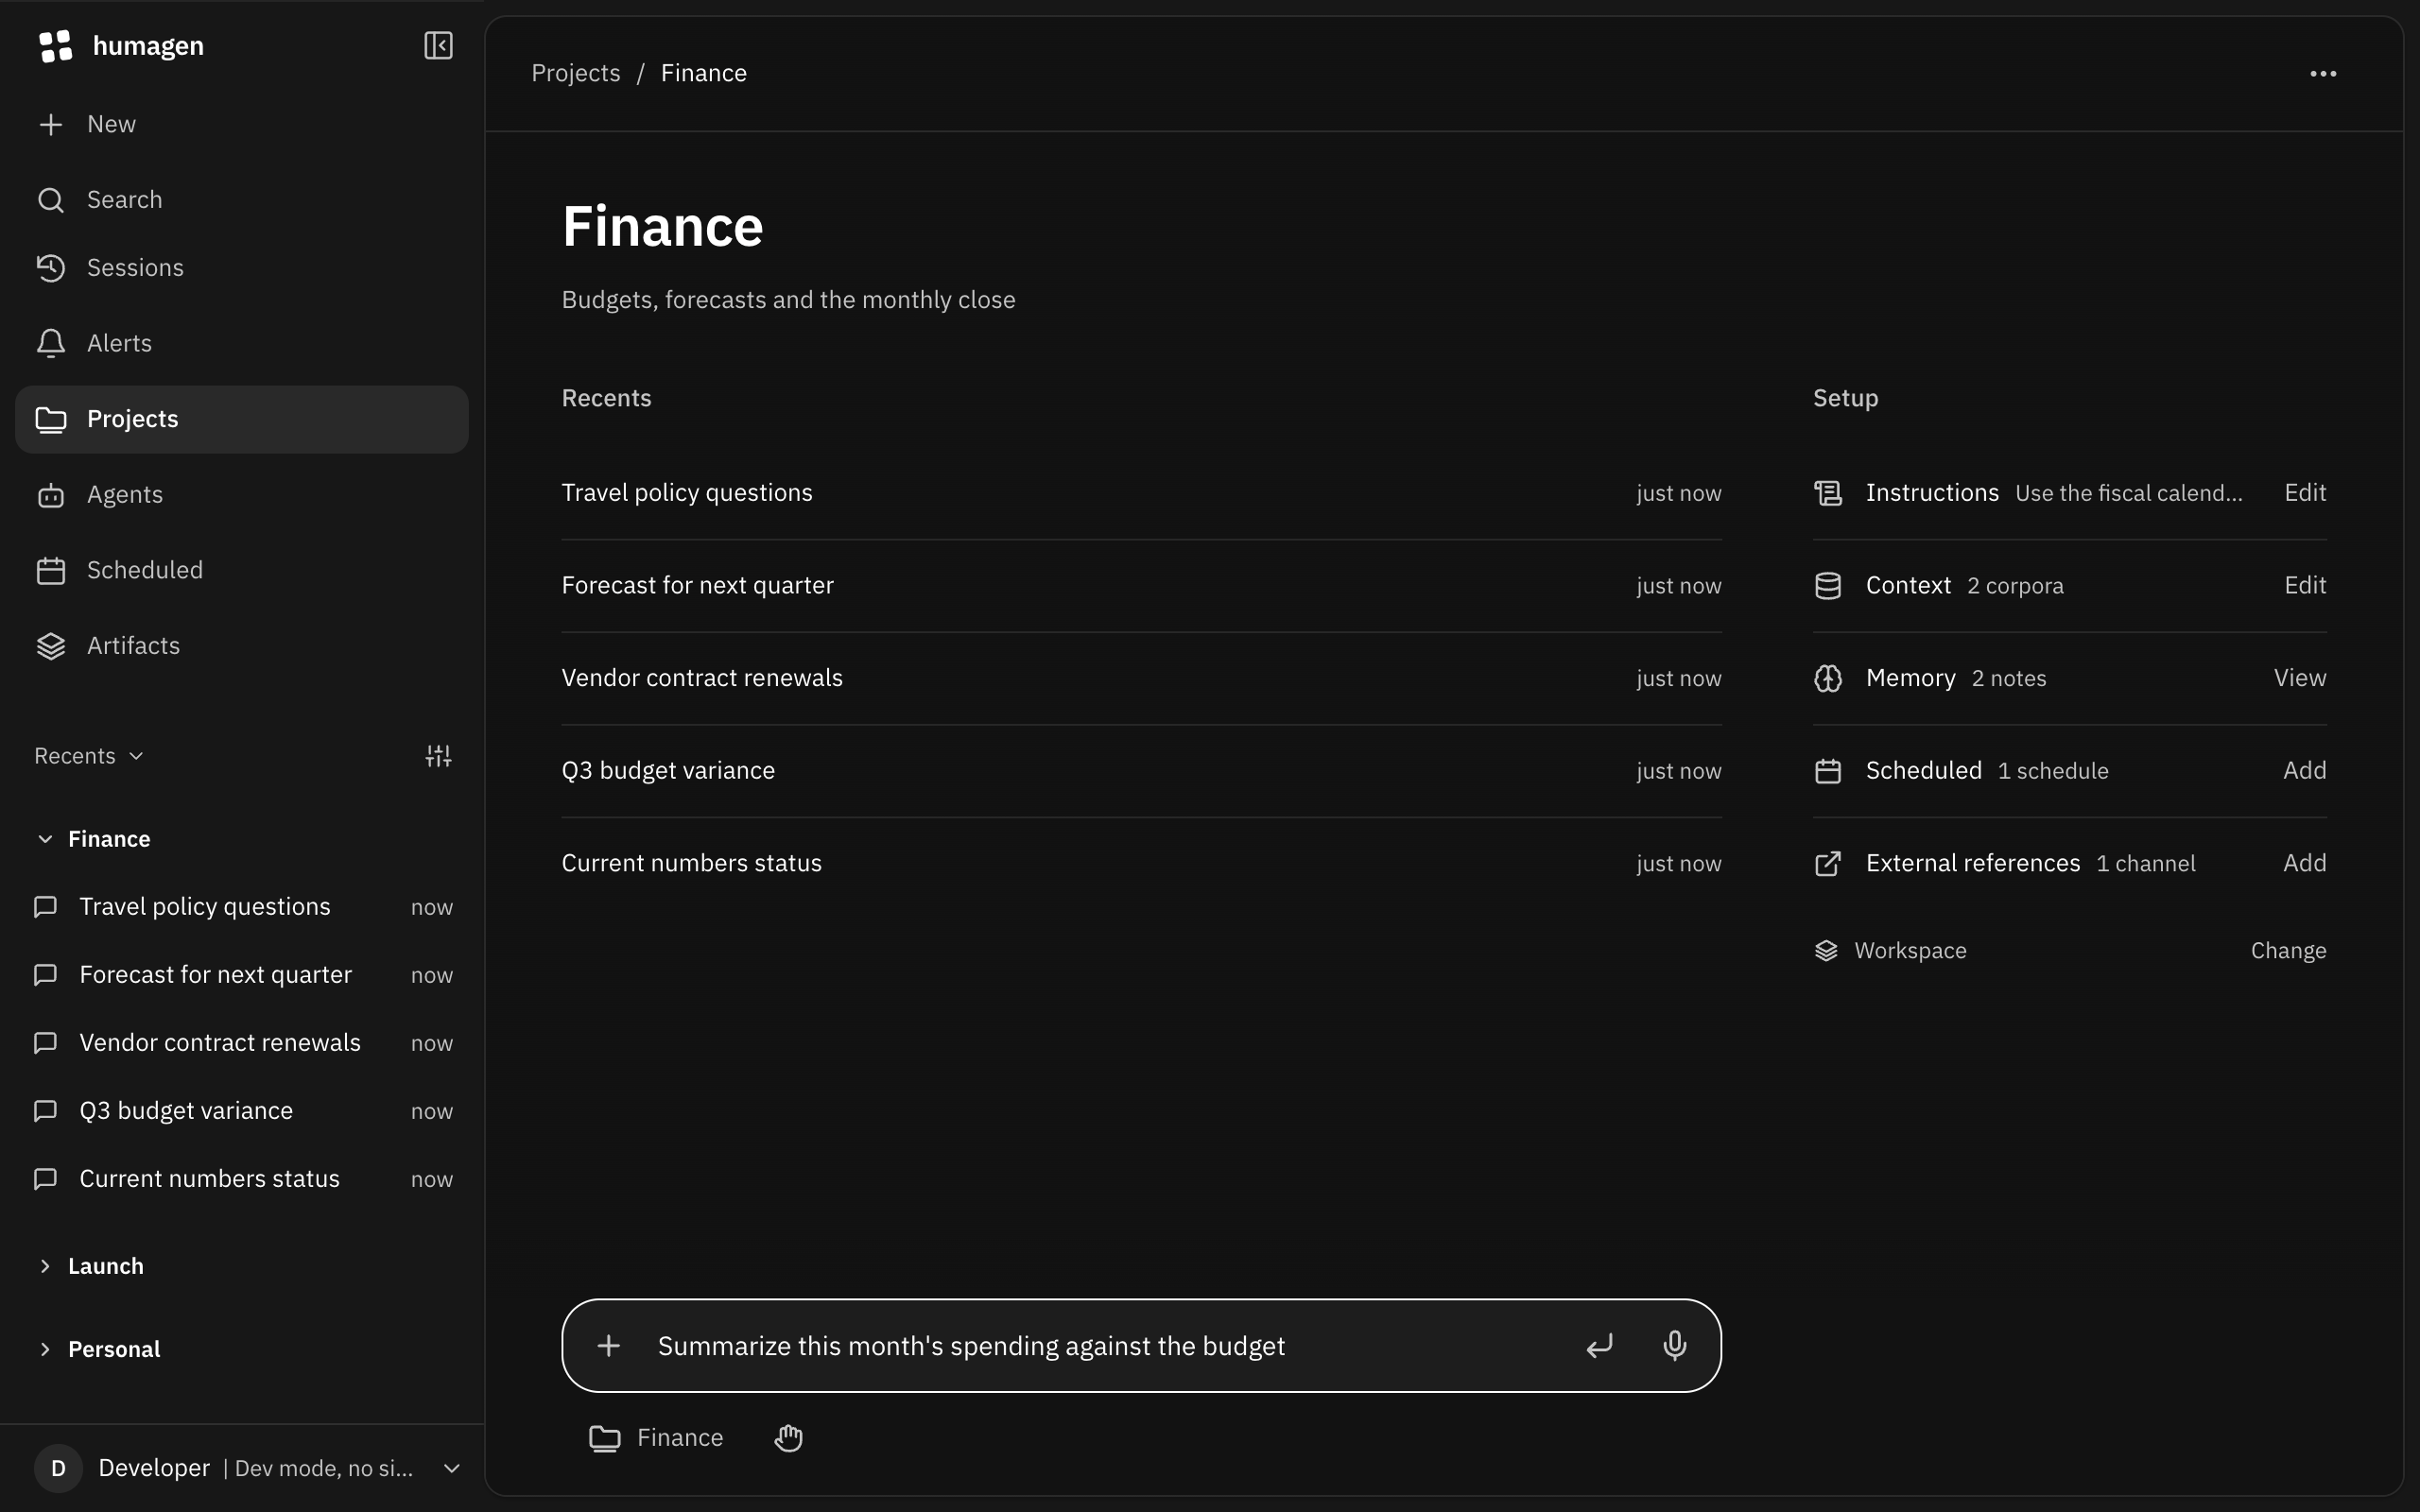 humagen
New
Search
Sessions
Alerts
Projects
Agents
Scheduled
Artifacts
Recents
Finance
Travel policy questions now
Forecast for next quarter now
Vendor contract renewals now
Q3 budget variance now
Current numbers status now
Launch
Personal
D Developer | Dev mode, no si...
Projects / Finance
Finance
Budgets, forecasts and the monthly close
Recents
Travel policy questions just now
Forecast for next quarter just now
Vendor contract renewals just now
Q3 budget variance just now
Current numbers status just now
Setup
Instructions Use the fiscal calend... Edit
Context 2 corpora Edit
Memory 2 notes View
Scheduled 1 schedule Add
External references 1 channel Add
Workspace Change
Summarize this month's spending against the budget
Finance